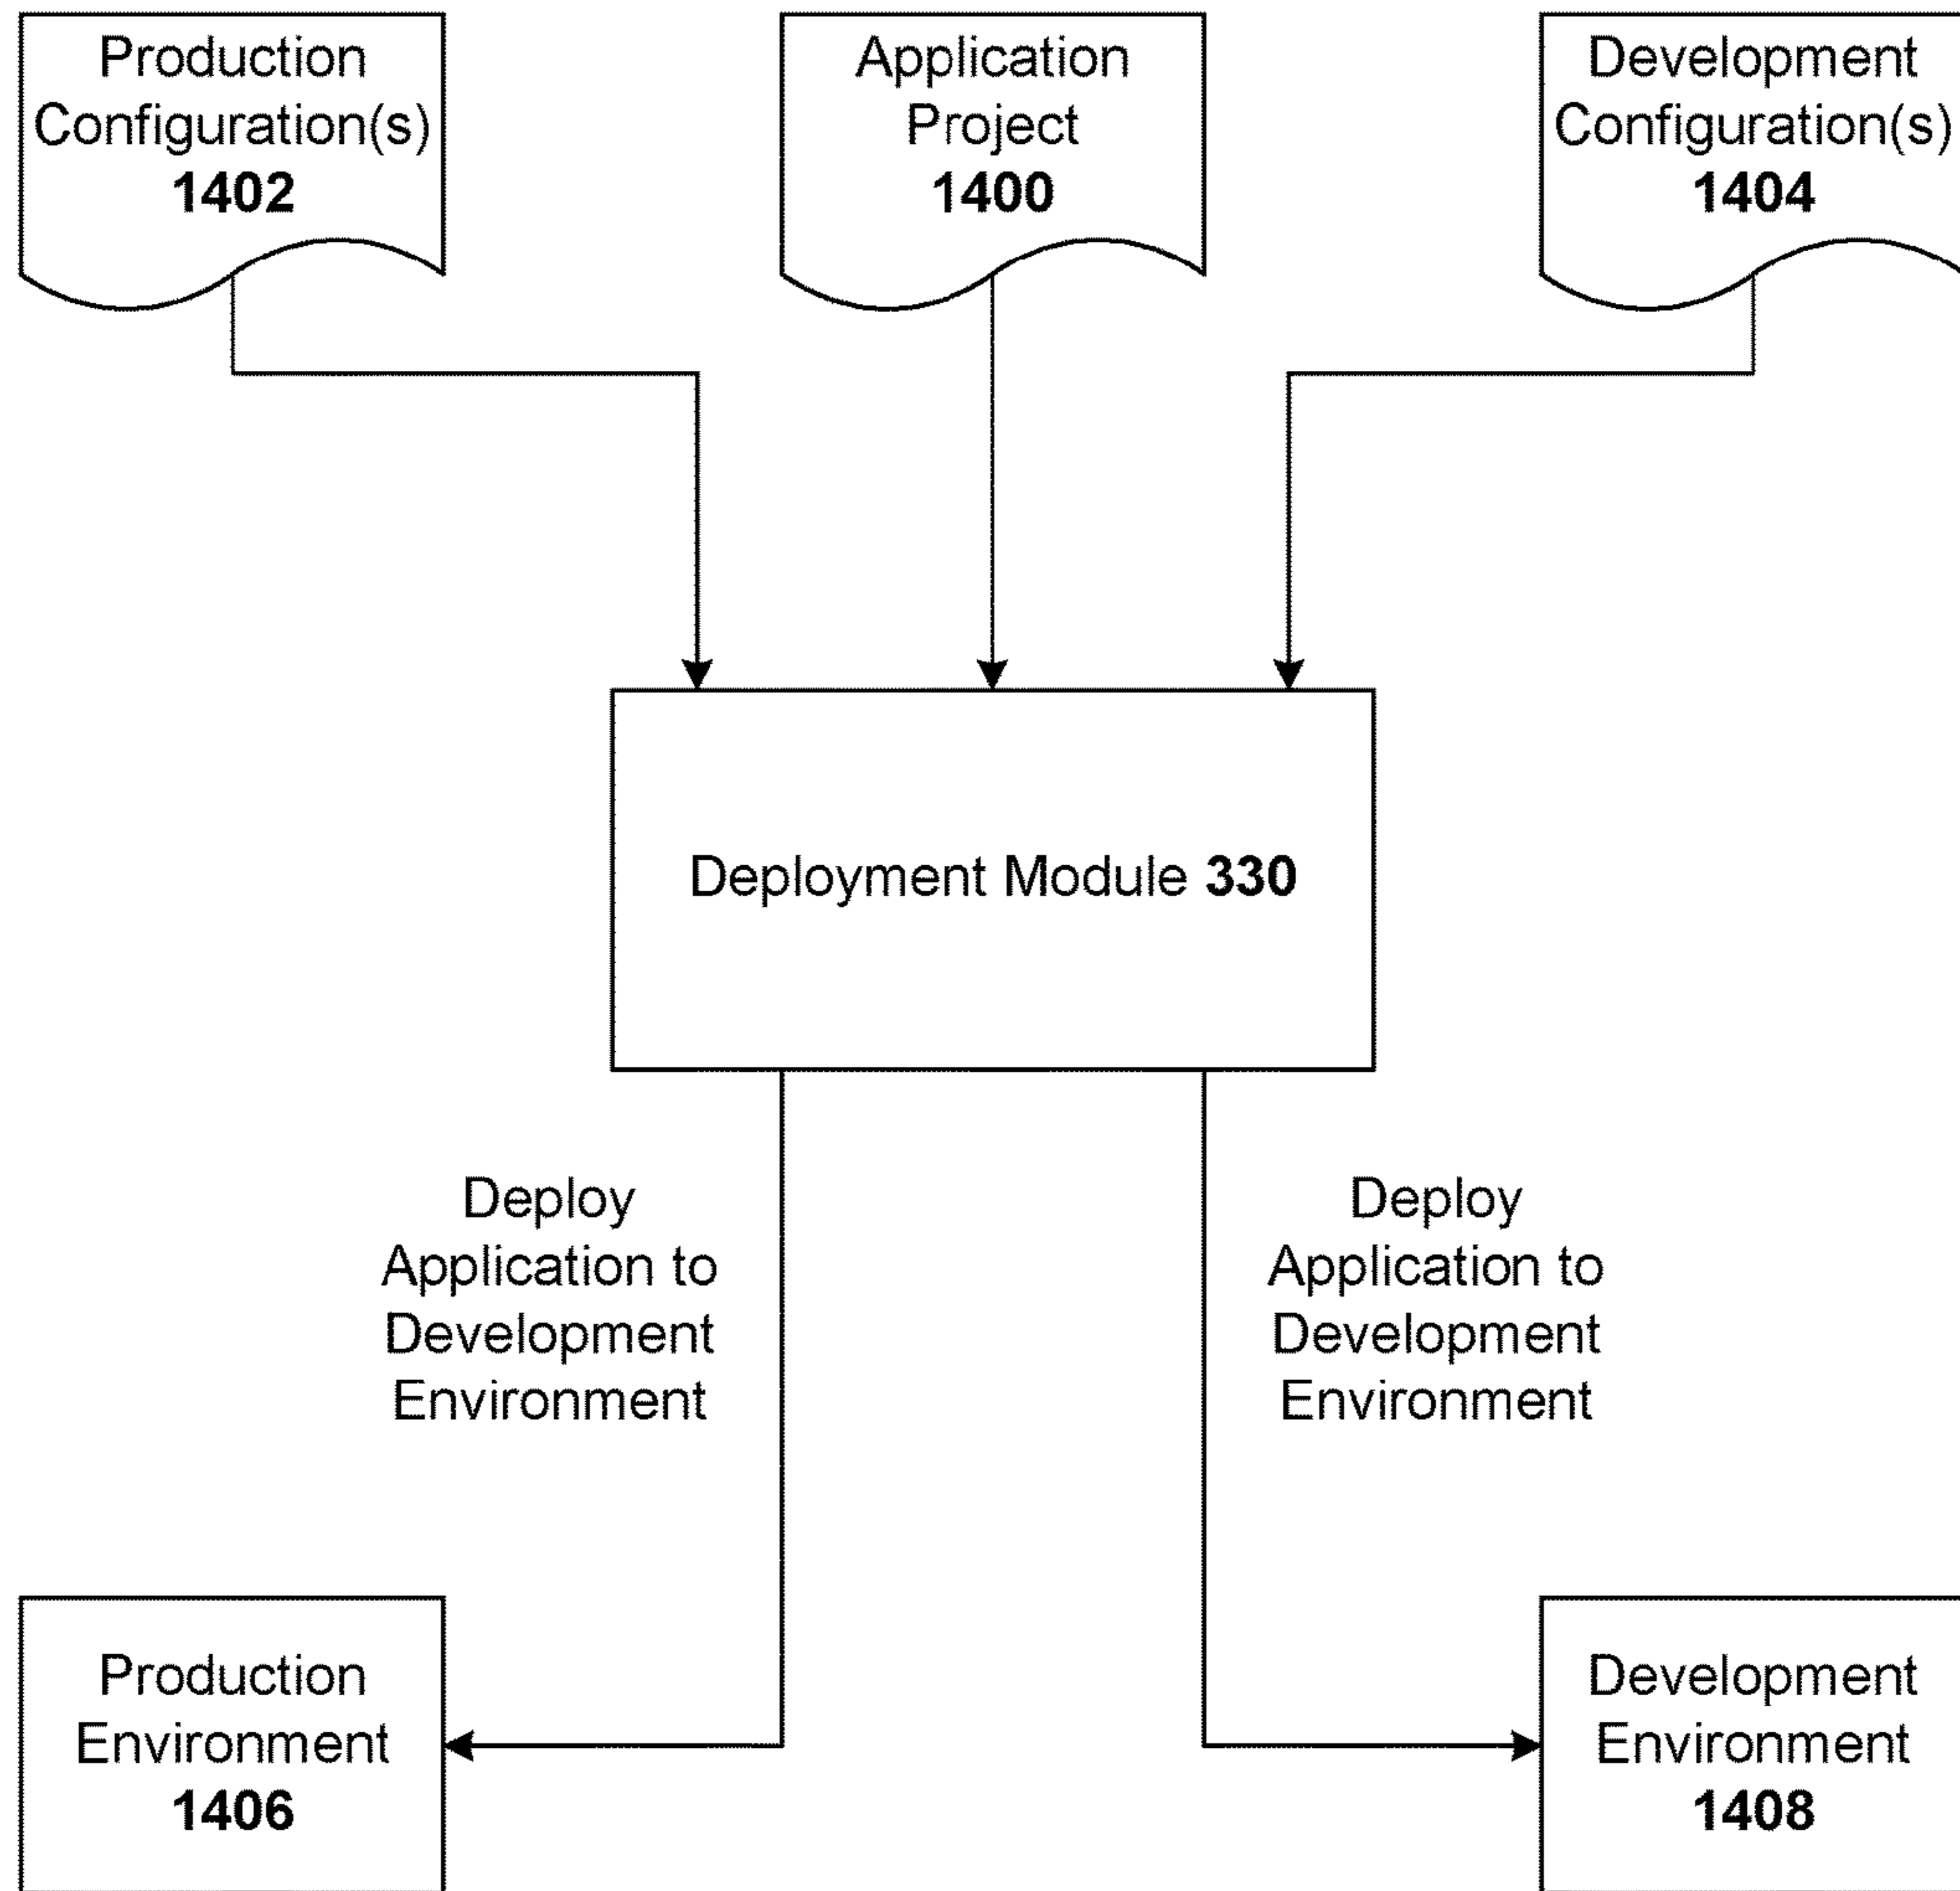 Production
Configuration(s)
1402
Application
Project
1400
Development
Configuration(s)
1404
Deployment Module 330
Deploy
Application to
Development
Environment
Deploy
Application to
Development
Environment
Production
Environment
1406
Development
Environment
1408